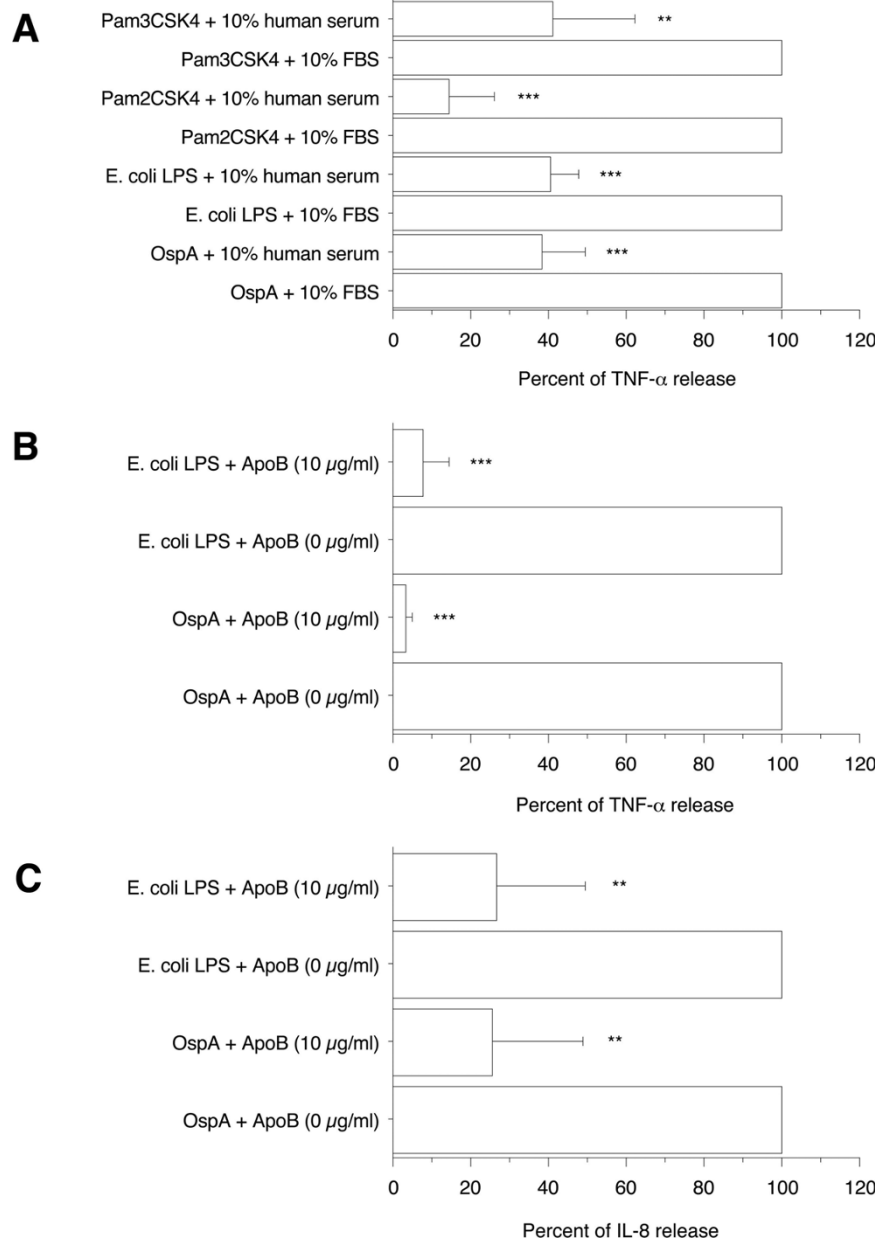 A
Pam3CSK4 + 10% human serum
**
Pam3CSK4 + 10% FBS
Pam2CSK4 + 10% human serum
***
Pam2CSK4 + 10% FBS
E. coli LPS + 10% human serum
***
E. coli LPS + 10% FBS
OspA + 10% human serum
***
OspA + 10% FBS
0 20 40 60 80 100 120
Percent of TNF-α release
B
E. coli LPS + ApoB (10 µg/ml)
***
E. coli LPS + ApoB (0 µg/ml)
OspA + ApoB (10 µg/ml)
***
OspA + ApoB (0 µg/ml)
0 20 40 60 80 100 120
Percent of TNF-α release
C
E. coli LPS + ApoB (10 µg/ml)
**
E. coli LPS + ApoB (0 µg/ml)
OspA + ApoB (10 µg/ml)
**
OspA + ApoB (0 µg/ml)
0 20 40 60 80 100 120
Percent of IL-8 release